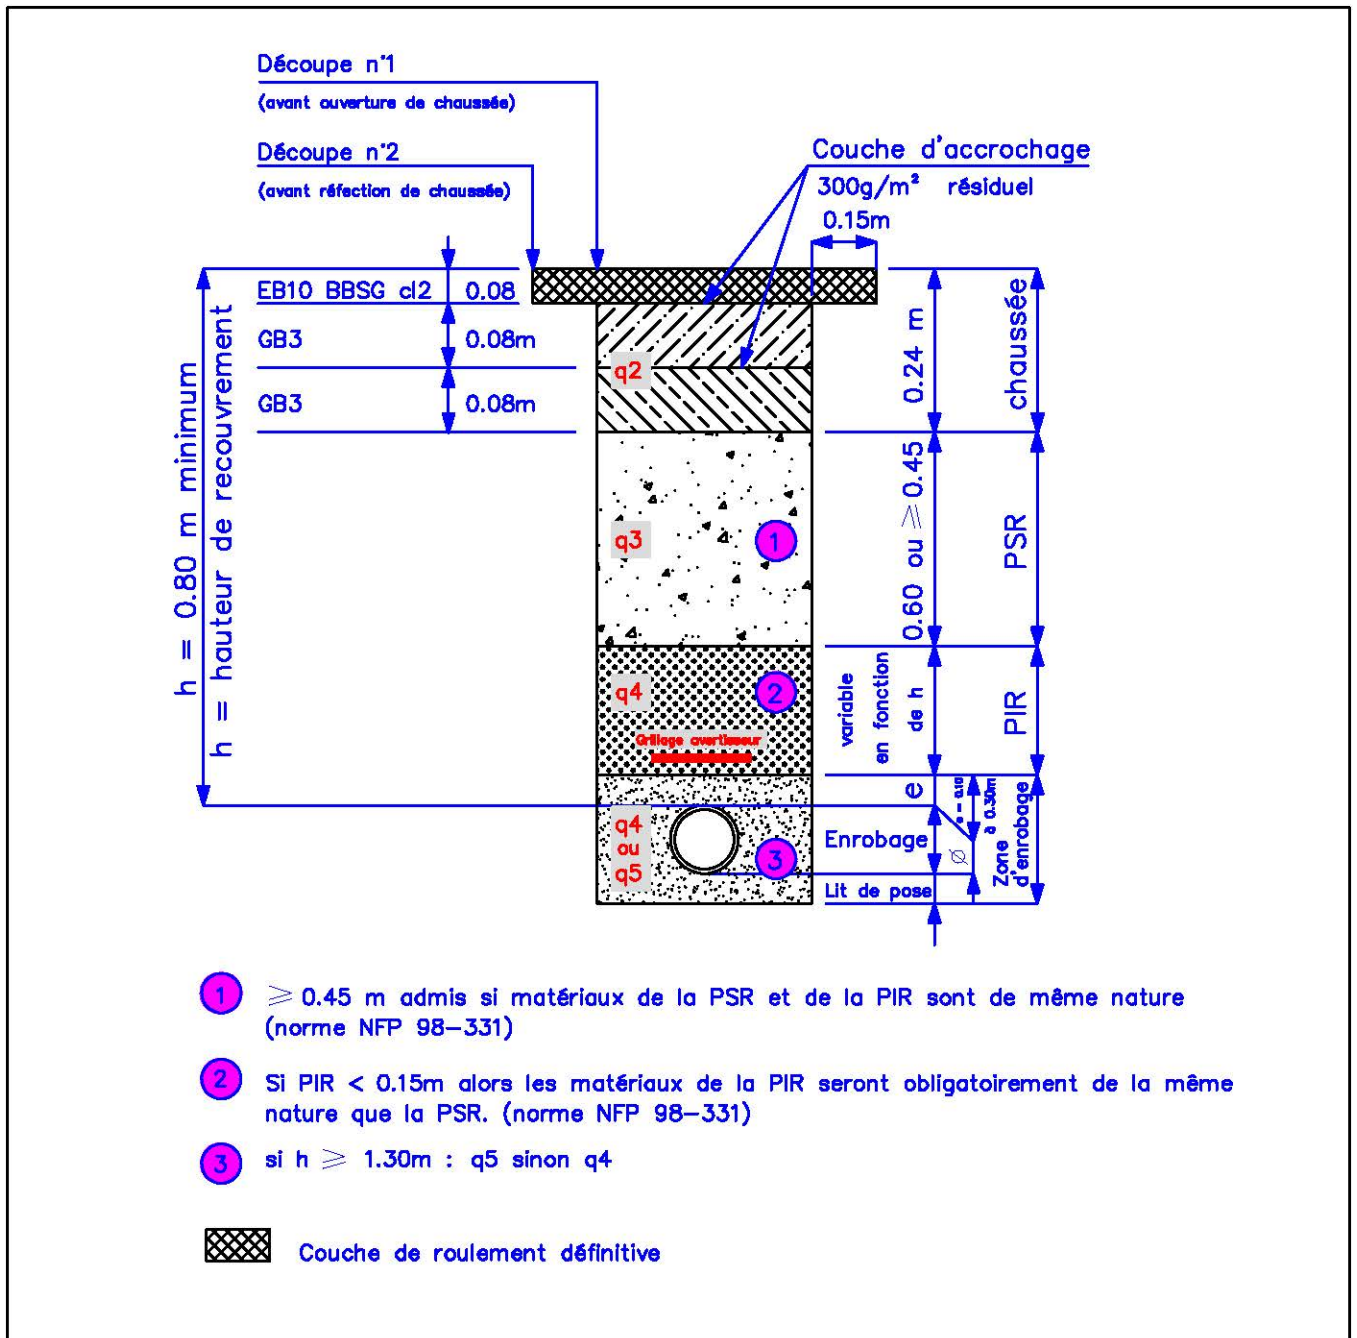 Découpe n°1
(avant ouverture de chaussée)
Découpe n°2
(avant réfection de chaussée)
Couche d'accrochage
300g/m² résiduel
0.15m
EB10 BBSG cl2 0.08
GB3 0.08m
GB3 0.08m
h = 0.80 m minimum
h = hauteur de recouvrement
q2
q3
1
q4
2
Grillage avertisseur
q4
ou
q5
3
0.24 m
chaussée
0.60 ou ≥ 0.45
PSR
variable
en fonction
de h
PIR
e
e = 0.10
à 0.30m
Enrobage
Ø
Lit de pose
Zone
d'enrobage
1 ≥ 0.45 m admis si matériaux de la PSR et de la PIR sont de même nature
(norme NFP 98-331)
2 Si PIR < 0.15m alors les matériaux de la PIR seront obligatoirement de la même
nature que la PSR. (norme NFP 98-331)
3 si h ≥ 1.30m : q5 sinon q4
Couche de roulement définitive